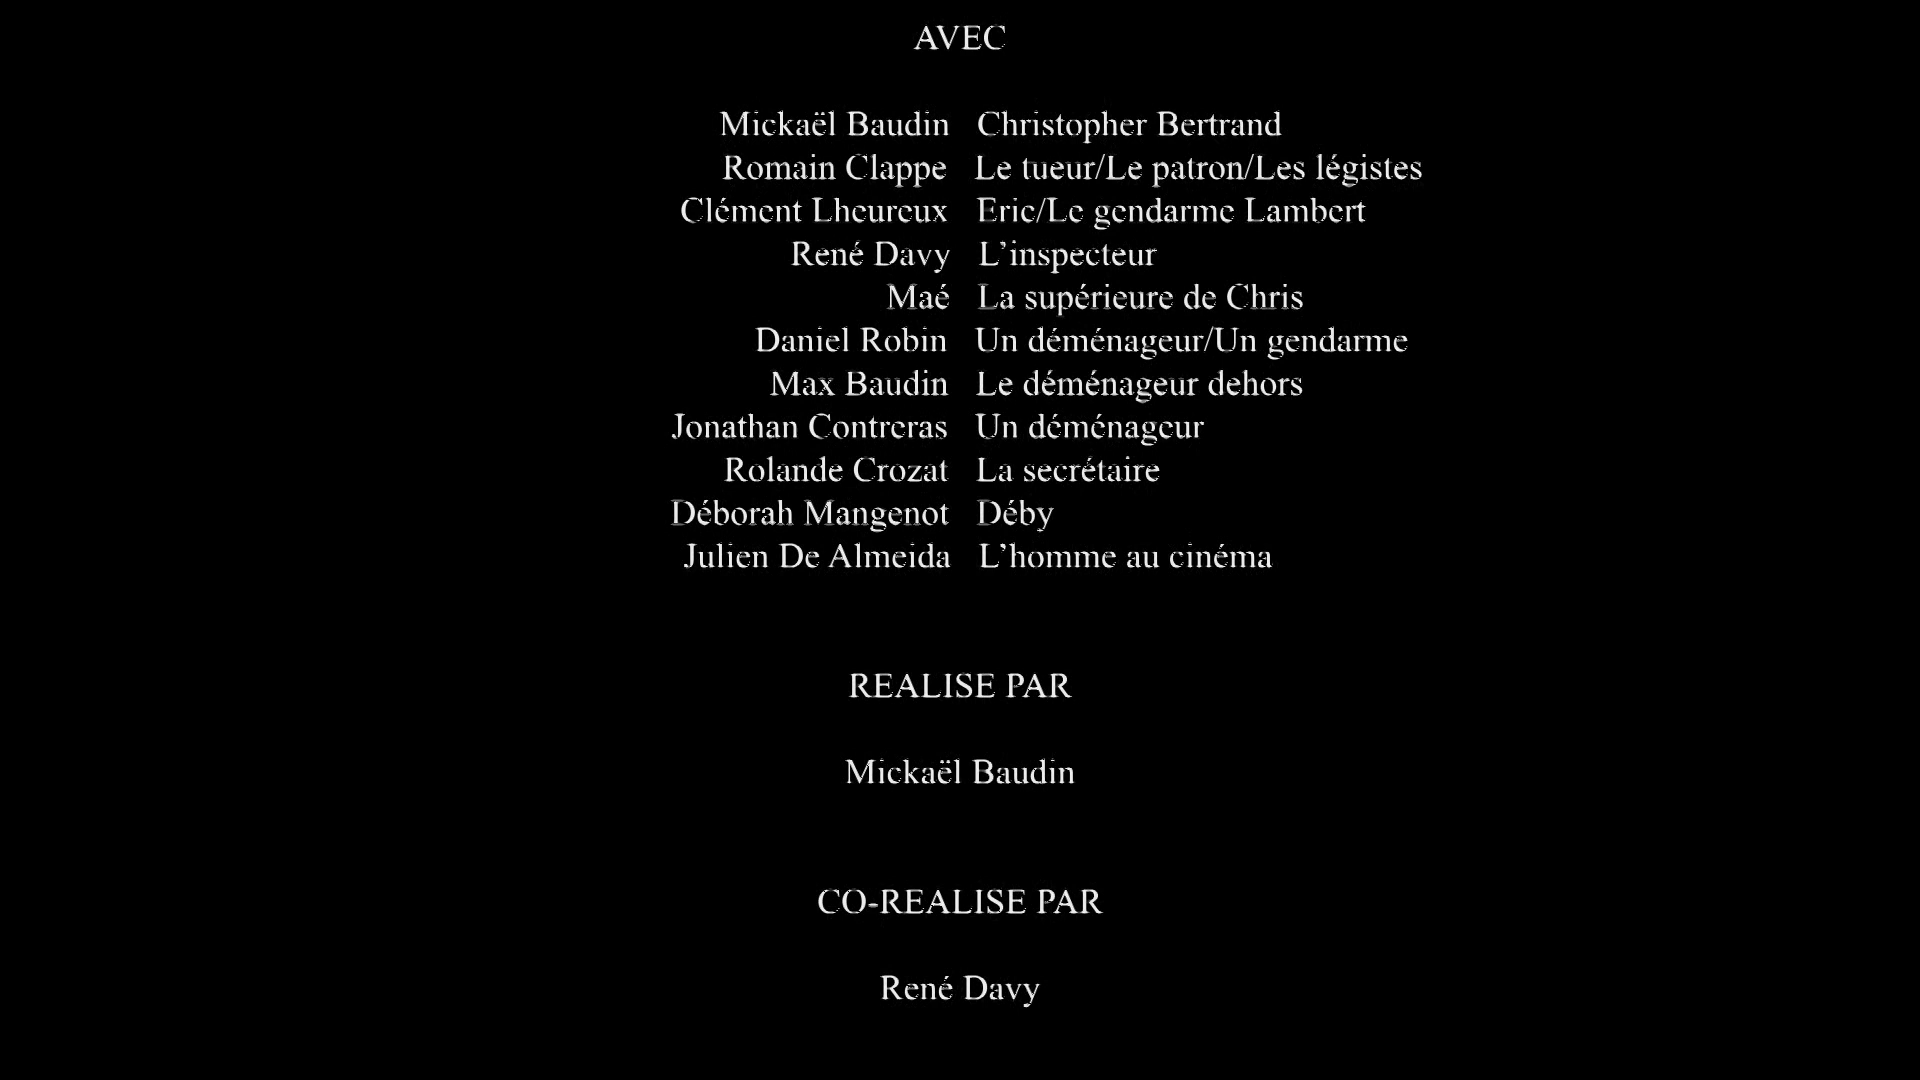 AVEC
Mickaël Baudin Christopher Bertrand
Romain Clappe Le tueur/Le patron/Les légistes
Clément Lheureux Eric/Le gendarme Lambert
René Davy L'inspecteur
Maé La supérieure de Chris
Daniel Robin Un déménageur/Un gendarme
Max Baudin Le déménageur dehors
Jonathan Contreras Un déménageur
Rolande Crozat La secrétaire
Déborah Mangenot Déby
Julien De Almeida L'homme au cinéma
REALISE PAR
Mickaël Baudin
CO-REALISE PAR
René Davy